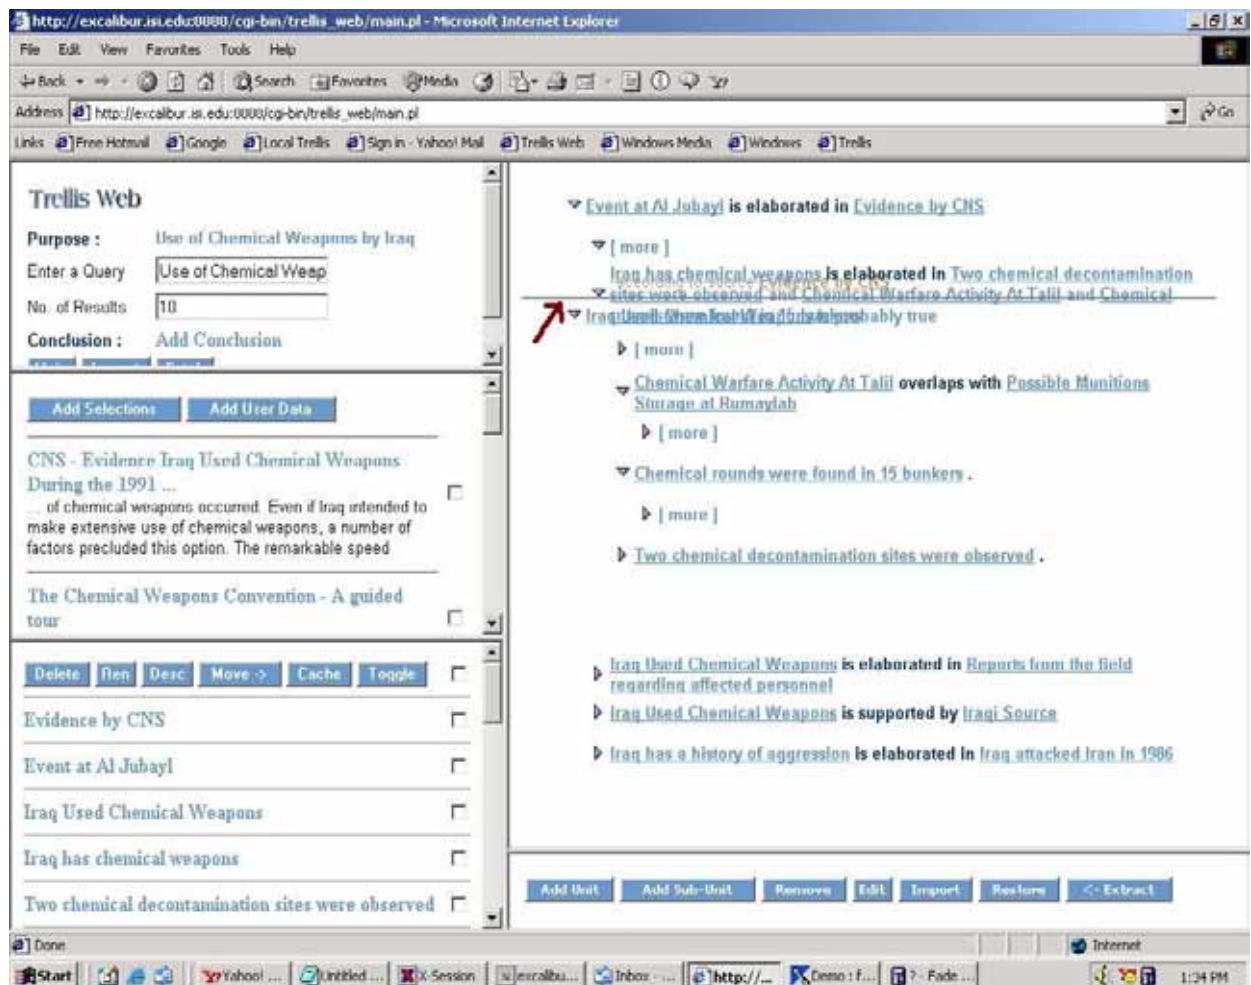 http://excalibur.isi.edu:8080/cgi-bin/trellis_web/main.pl - Microsoft Internet Explorer
File Edit View Favorites Tools Help
Back Search Favorites Media
Address http://excalibur.isi.edu:8080/cgi-bin/trellis_web/main.pl Go
Links Free Hotmail Google Local Trellis Sign in - Yahoo! Mail Trellis Web Windows Media Windows Trellis
Trellis Web
Purpose : Use of Chemical Weapons by Iraq
Enter a Query Use of Chemical Weap
No. of Results 10
Conclusion : Add Conclusion
Add Selections Add User Data
CNS - Evidence Iraq Used Chemical Weapons
During the 1991 ...
... of chemical weapons occurred. Even if Iraq intended to
make extensive use of chemical weapons, a number of
factors precluded this option. The remarkable speed
The Chemical Weapons Convention - A guided
tour
Delete Ren Desc Move -> Cache Toggle
Evidence by CNS
Event at Al Jubayl
Iraq Used Chemical Weapons
Iraq has chemical weapons
Two chemical decontamination sites were observed
Event at Al Jubayl is elaborated in Evidence by CNS
[ more ]
Iraq has chemical weapons is elaborated in Two chemical decontamination
sites were observed and Chemical Warfare Activity At Talil and Chemical
probably true
[ more ]
Chemical Warfare Activity At Talil overlaps with Possible Munitions
Storage at Rumaylah
[ more ]
Chemical rounds were found in 15 bunkers .
[ more ]
Two chemical decontamination sites were observed .
Iraq Used Chemical Weapons is elaborated in Reports from the field
regarding affected personnel
Iraq Used Chemical Weapons is supported by Iraqi Source
Iraq has a history of aggression is elaborated in Iraq attacked Iran in 1986
Add Unit Add Sub-Unit Remove Edit Import Restore <- Extract
Done Internet
Start Yahoo! ... Untitled ... X-Session excalibu... Inbox - ... http://... Demo : f... ? - Fade ... 1:34 PM